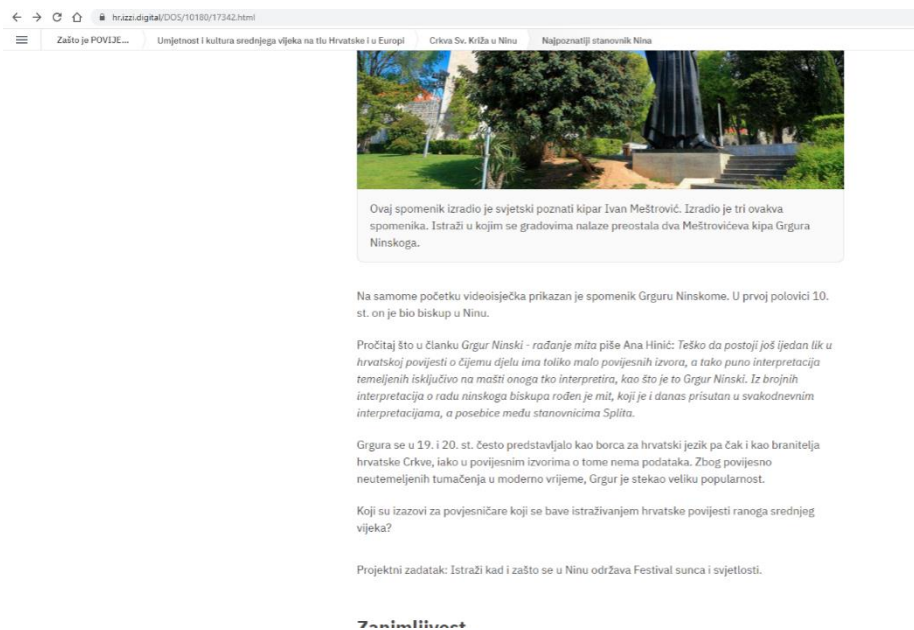 hr.izzi.digital/DOS/10180/17342.html
Zašto je POVIJE...
Umjetnost i kultura srednjega vijeka na tlu Hrvatske i u Europi
Crkva Sv. Križa u Ninu
Najpoznatiji stanovnik Nina
Ovaj spomenik izradio je svjetski poznati kipar Ivan Meštrović. Izradio je tri ovakva
spomenika. Istraži u kojim se gradovima nalaze preostala dva Meštrovićeva kipa Grgura
Ninskoga.
Na samome početku videoisječka prikazan je spomenik Grguru Ninskome. U prvoj polovici 10.
st. on je bio biskup u Ninu.
Pročitaj što u članku Grgur Ninski - rađanje mita piše Ana Hinić: Teško da postoji još ijedan lik u
hrvatskoj povijesti o čijemu djelu ima toliko malo povijesnih izvora, a tako puno interpretacija
temeljenih isključivo na mašti onoga tko interpretira, kao što je to Grgur Ninski. Iz brojnih
interpretacija o radu ninskoga biskupa rođen je mit, koji je i danas prisutan u svakodnevnim
interpretacijama, a posebice među stanovnicima Splita.
Grgura se u 19. i 20. st. često predstavljalo kao borca za hrvatski jezik pa čak i kao branitelja
hrvatske Crkve, iako u povijesnim izvorima o tome nema podataka. Zbog povijesno
neutemeljenih tumačenja u moderno vrijeme, Grgur je stekao veliku popularnost.
Koji su izazovi za povjesničare koji se bave istraživanjem hrvatske povijesti ranoga srednjeg
vijeka?
Projektni zadatak: Istraži kad i zašto se u Ninu održava Festival sunca i svjetlosti.
Zanimljivost